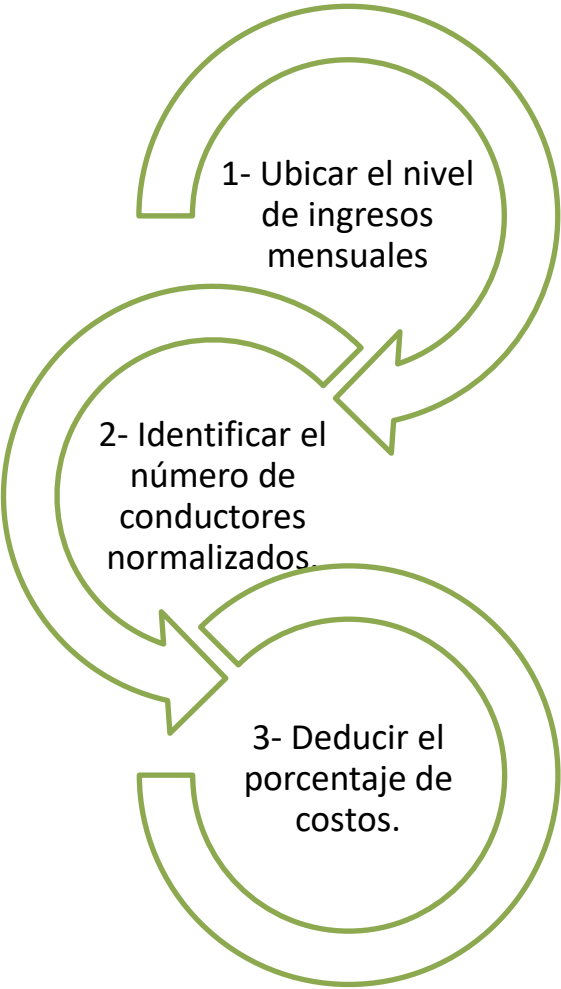 1- Ubicar el nivel
de ingresos
mensuales
2- Identificar el
número de
conductores
normalizados.
3- Deducir el
porcentaje de
costos.